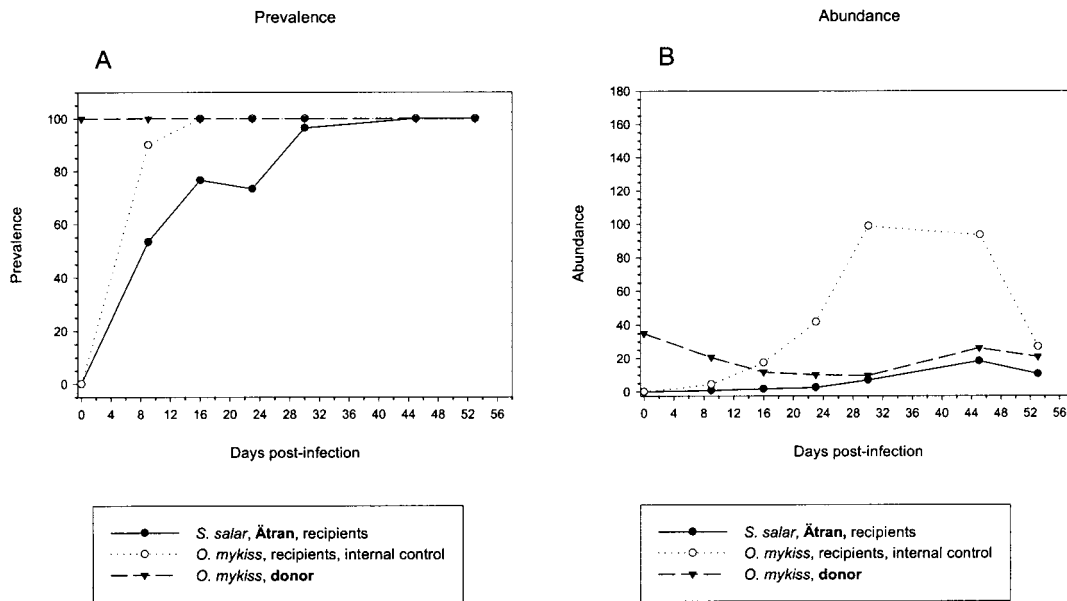 Prevalence
A
Prevalence
100
80
60
40
20
0
0 4 8 12 16 20 24 28 32 36 40 44 48 52 56
Days post-infection
S. salar, Ätran, recipients
O. mykiss, recipients, internal control
O. mykiss, donor
Abundance
B
Abundance
180
160
140
120
100
80
60
40
20
0
0 4 8 12 16 20 24 28 32 36 40 44 48 52 56
Days post-infection
S. salar, Ätran, recipients
O. mykiss, recipients, internal control
O. mykiss, donor